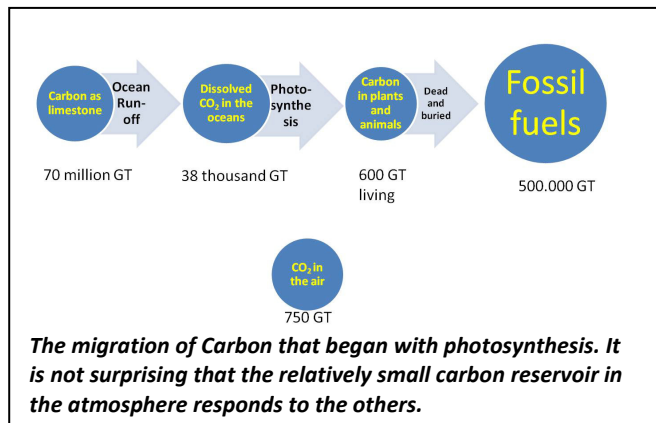 Carbon as
limestone
Ocean
Run-
off
Dissolved
CO₂ in the
oceans
Photo-
synthe
sis
Carbon
in plants
and
animals
Dead
and
buried
Fossil
fuels
70 million GT
38 thousand GT
600 GT
living
500.000 GT
CO₂ in
the air
750 GT
The migration of Carbon that began with photosynthesis. It
is not surprising that the relatively small carbon reservoir in
the atmosphere responds to the others.